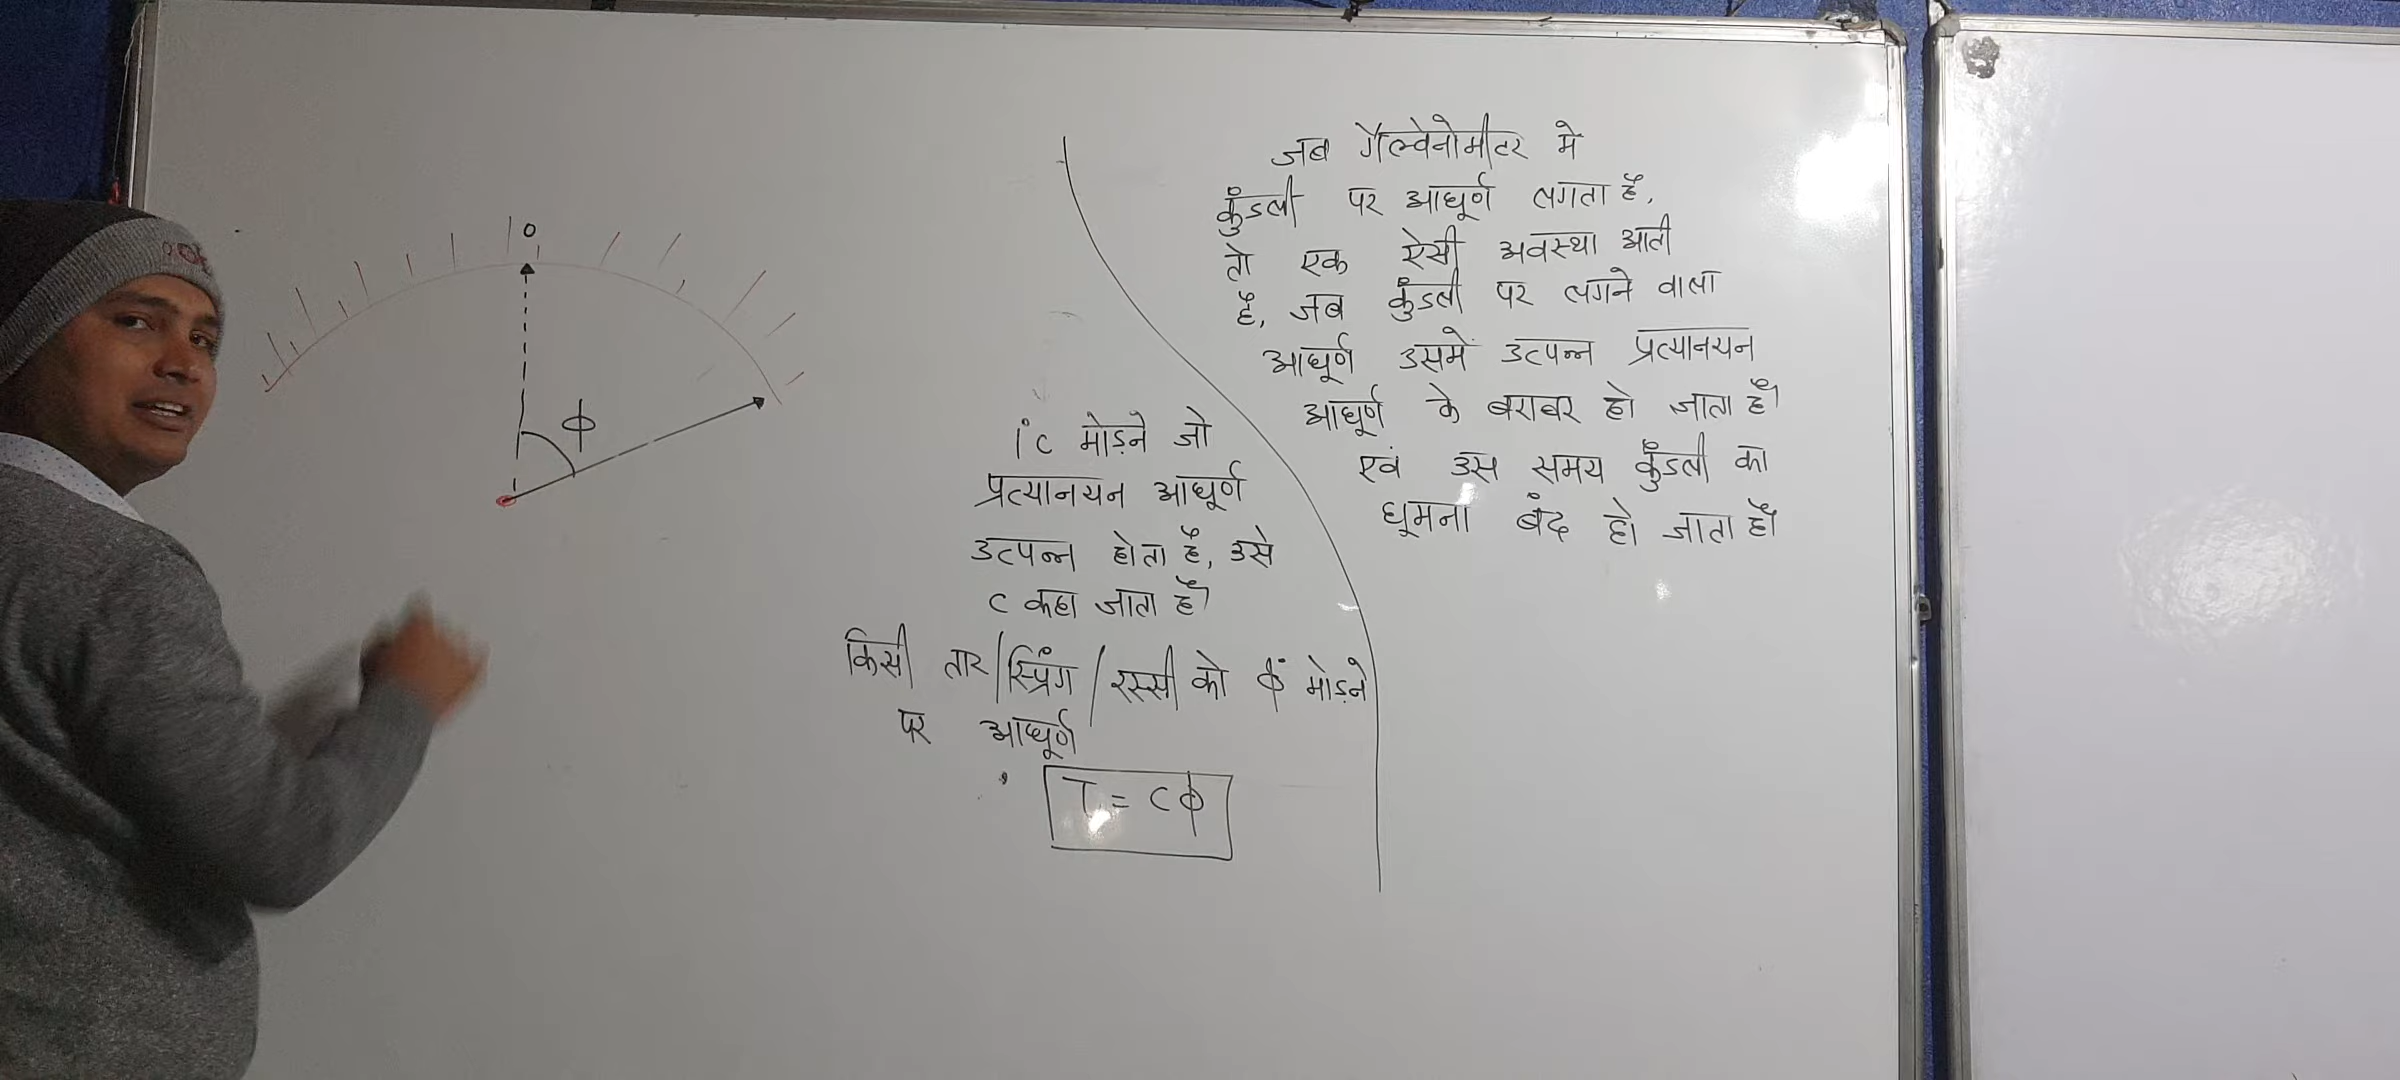 0
ϕ
1°C मोड़ने जो
प्रत्यानयन आघूर्ण
उत्पन्न होता है, उसे
C कहा जाता है।
किसी तार/स्प्रिंग/रस्सी को ϕ° मोड़ने
पर आघूर्ण
T = Cϕ
जब गैल्वेनोमीटर मे
कुंडली पर आघूर्ण लगता है,
तो एक ऐसी अवस्था आती
है, जब कुंडली पर लगने वाला
आघूर्ण उसमें उत्पन्न प्रत्यानयन
आघूर्ण के बराबर हो जाता है।
एवं उस समय कुंडली का
घूमना बंद हो जाता है।